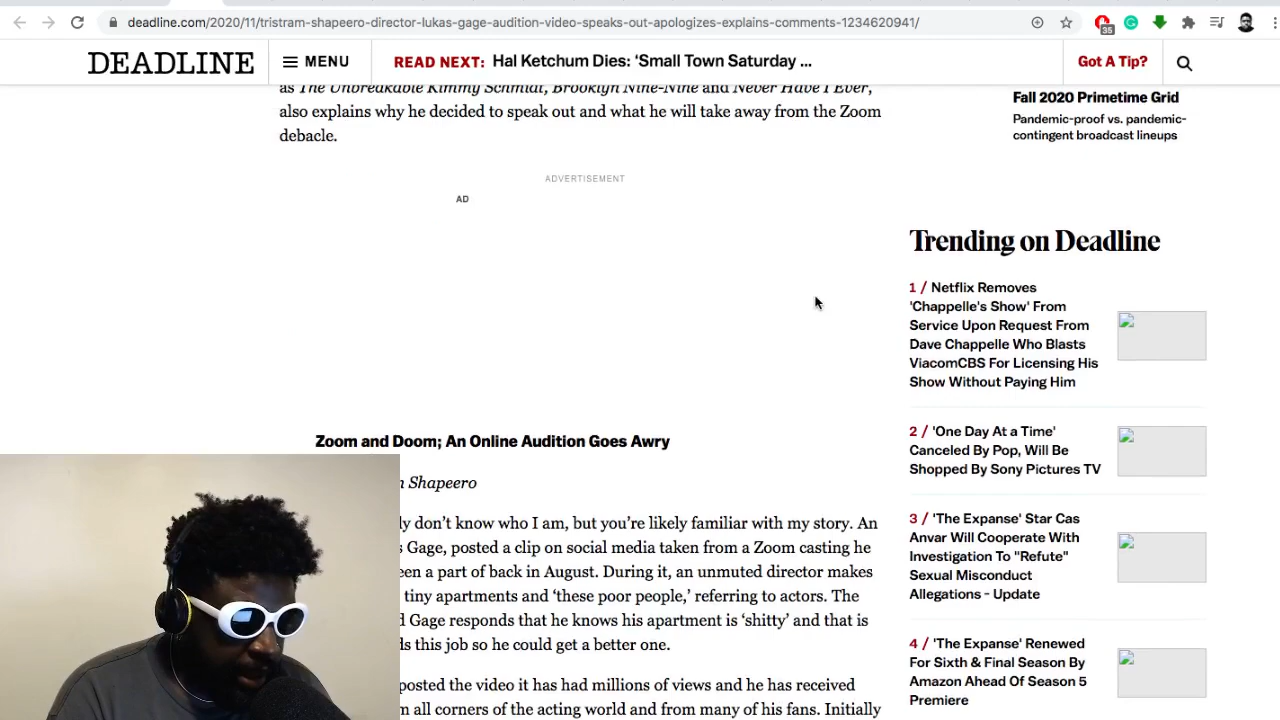 deadline.com/2020/11/tristram-shapeero-director-lukas-gage-audition-video-speaks-out-apologizes-explains-comments-1234620941/
35
DEADLINE
MENU
READ NEXT: Hal Ketchum Dies: 'Small Town Saturday ...
Got A Tip?
as The Unbreakable Kimmy Schmidt, Brooklyn Nine-Nine and Never Have I Ever,
also explains why he decided to speak out and what he will take away from the Zoom
debacle.
ADVERTISEMENT
AD
Zoom and Doom; An Online Audition Goes Awry
Shapeero
don't know who I am, but you're likely familiar with my story. An
Gage, posted a clip on social media taken from a Zoom casting he
a part of back in August. During it, an unmuted director makes
tiny apartments and 'these poor people,' referring to actors. The
Gage responds that he knows his apartment is 'shitty' and that is
this job so he could get a better one.
posted the video it has had millions of views and he has received
all corners of the acting world and from many of his fans. Initially
Fall 2020 Primetime Grid
Pandemic-proof vs. pandemic-
contingent broadcast lineups
Trending on Deadline
1 / Netflix Removes
'Chappelle's Show' From
Service Upon Request From
Dave Chappelle Who Blasts
ViacomCBS For Licensing His
Show Without Paying Him
2 / 'One Day At a Time'
Canceled By Pop, Will Be
Shopped By Sony Pictures TV
3 / 'The Expanse' Star Cas
Anvar Will Cooperate With
Investigation To "Refute"
Sexual Misconduct
Allegations - Update
4 / 'The Expanse' Renewed
For Sixth & Final Season By
Amazon Ahead Of Season 5
Premiere